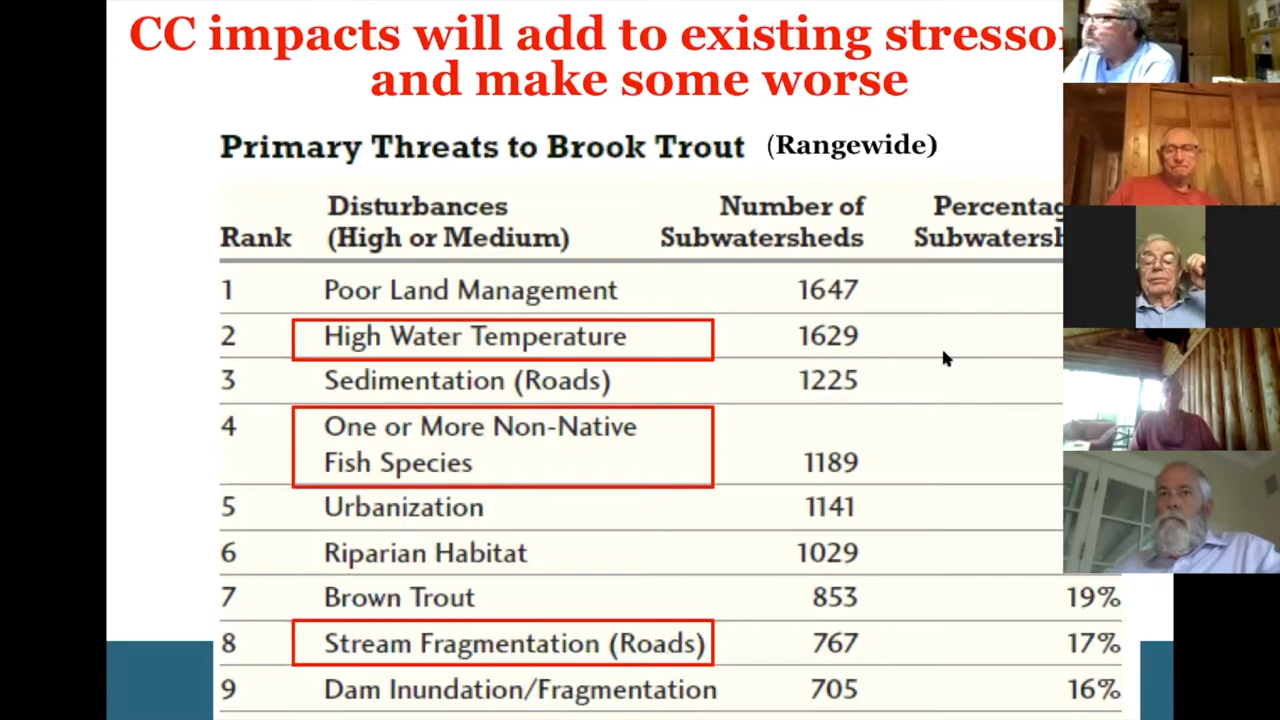 CC impacts will add to existing
and make some worse
Primary Threats to Brook Trout (Rangewide)
Disturbances Number of
Rank (High or Medium) Subwatersheds
1 Poor Land Management 1647
2 High Water Temperature 1629
3 Sedimentation (Roads) 1225
4 One or More Non-Native
Fish Species 1189
5 Urbanization 1141
6 Riparian Habitat 1029
7 Brown Trout 853 19%
8 Stream Fragmentation (Roads) 767 17%
9 Dam Inundation/Fragmentation 705 16%